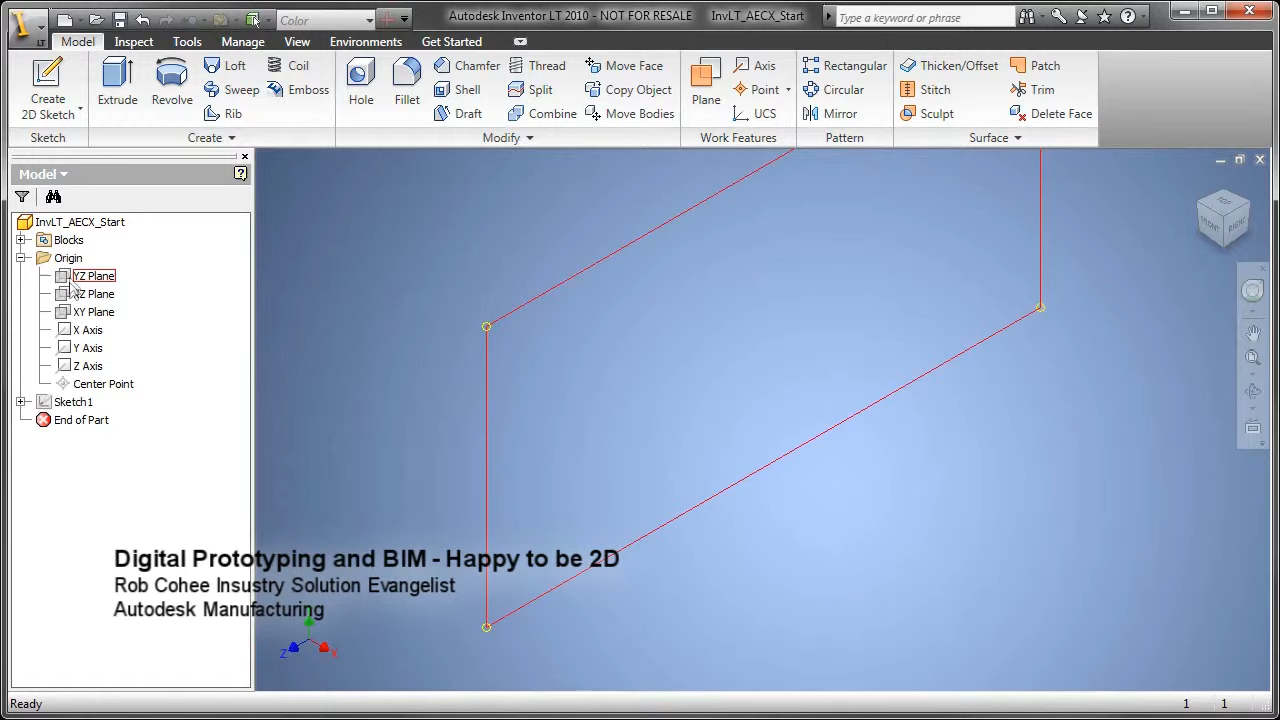 Color
Autodesk Inventor LT 2010 - NOT FOR RESALE InvLT_AECX_Start
Type a keyword or phrase
LT
Model Inspect Tools Manage View Environments Get Started
Create 2D Sketch
Extrude
Revolve
Loft
Sweep
Rib
Coil
Emboss
Hole
Fillet
Chamfer
Shell
Draft
Thread
Split
Combine
Move Face
Copy Object
Move Bodies
Plane
Axis
Point
UCS
Rectangular
Circular
Mirror
Thicken/Offset
Stitch
Sculpt
Patch
Trim
Delete Face
Sketch Create Modify Work Features Pattern Surface
Model
InvLT_AECX_Start
Blocks
Origin
YZ Plane
Z Plane
XY Plane
X Axis
Y Axis
Z Axis
Center Point
Sketch1
End of Part
TOP
FRONT
RIGHT
Digital Prototyping and BIM - Happy to be 2D
Rob Cohee Insustry Solution Evangelist
Autodesk Manufacturing
Z X
Ready 1 1